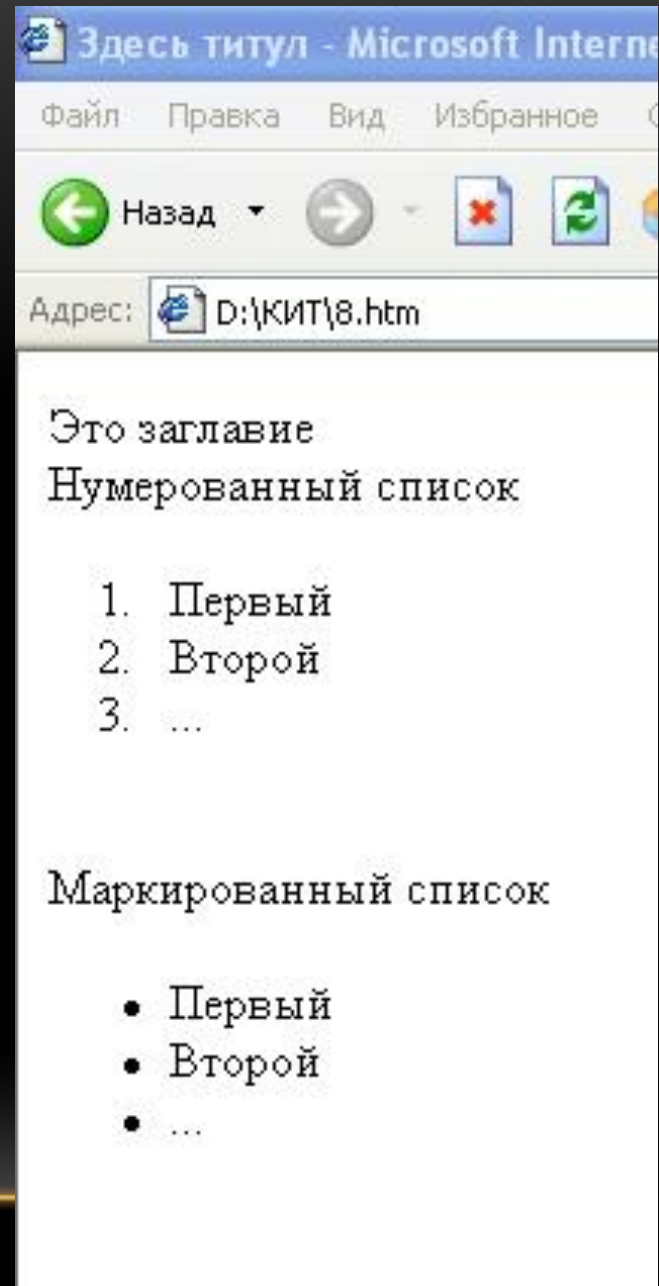 Здесь титул - Microsoft
Файл Правка Вид Избранное
Назад
Адрес: D:\КИТ\8.htm
Это заглавие
Нумерованный список
1. Первый
2. Второй
3. ...
Маркированный список
• Первый
• Второй
• ...